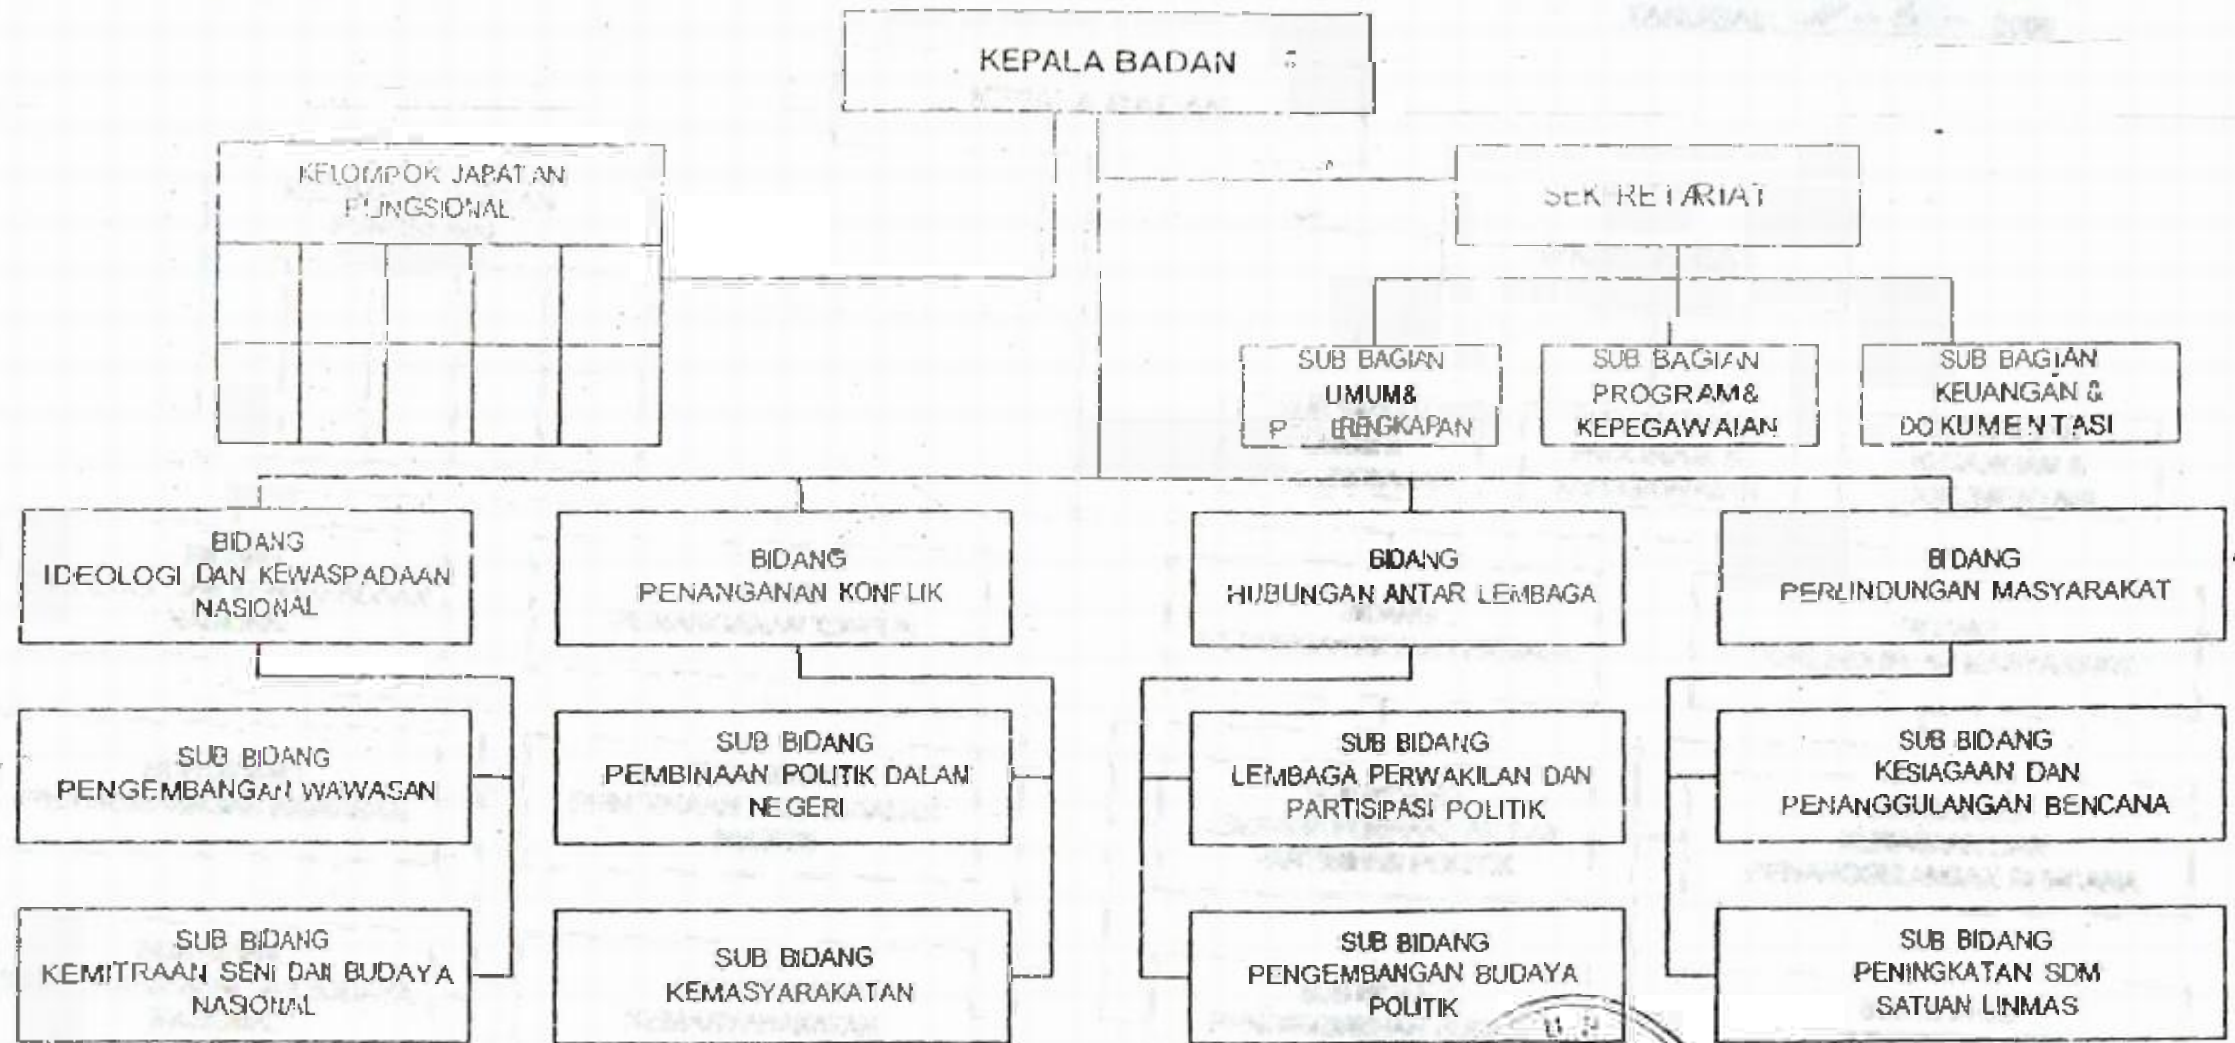 KEPALA BADAN
KELOMPOK JABATAN
FUNGSIONAL
SEKRETARIAT
SUB BAGIAN
UMUM&
SUB BAGIAN
PROGRAM&
KEPEGAWAIAN
SUB BAGIAN
KEUANGAN &
DOKUMENTASI
BIDANG
IDEOLOGI DAN KEWASPADAAN
NASIONAL
BIDANG
PENANGANAN KONFLIK
BIDANG
HUBUNGAN ANTAR LEMBAGA
BIDANG
PERLINDUNGAN MASYARAKAT
SUB BIDANG
PENGEMBANGAN WAWASAN
SUB BIDANG
PEMBINAAN POLITIK DALAM
NEGERI
SUB BIDANG
LEMBAGA PERWAKILAN DAN
PARTISIPASI POLITIK
SUB BIDANG
KESIAGAAN DAN
PENANGGULANGAN BENCANA
SUB BIDANG
KEMITRAAN SENI DAN BUDAYA
NASIONAL
SUB BIDANG
KEMASYARAKATAN
SUB BIDANG
PENGEMBANGAN BUDAYA
POLITIK
SUB BIDANG
PENINGKATAN SDM
SATUAN LINMAS